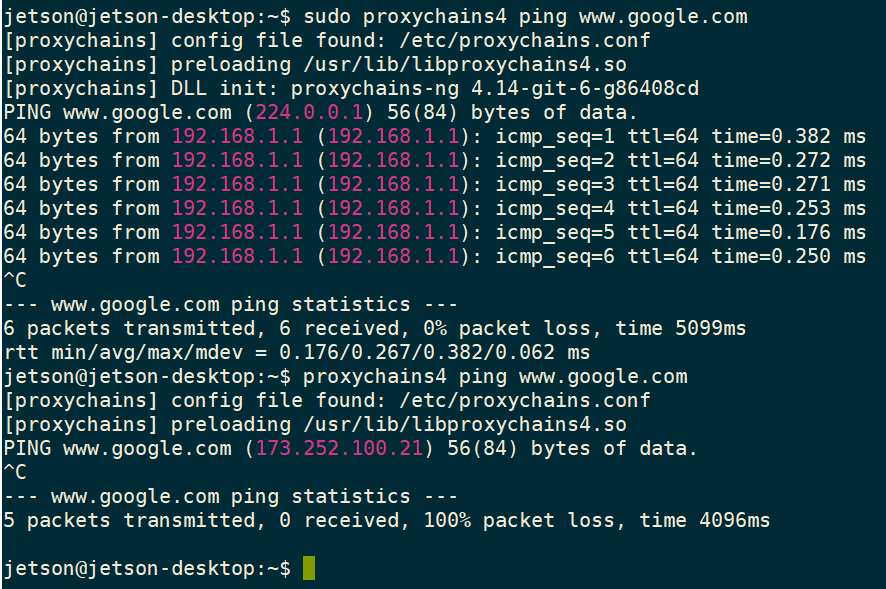 jetson@jetson-desktop:~$ sudo proxychains4 ping www.google.com
[proxychains] config file found: /etc/proxychains.conf
[proxychains] preloading /usr/lib/libproxychains4.so
[proxychains] DLL init: proxychains-ng 4.14-git-6-g86408cd
PING www.google.com (224.0.0.1) 56(84) bytes of data.
64 bytes from 192.168.1.1 (192.168.1.1): icmp_seq=1 ttl=64 time=0.382 ms
64 bytes from 192.168.1.1 (192.168.1.1): icmp_seq=2 ttl=64 time=0.272 ms
64 bytes from 192.168.1.1 (192.168.1.1): icmp_seq=3 ttl=64 time=0.271 ms
64 bytes from 192.168.1.1 (192.168.1.1): icmp_seq=4 ttl=64 time=0.253 ms
64 bytes from 192.168.1.1 (192.168.1.1): icmp_seq=5 ttl=64 time=0.176 ms
64 bytes from 192.168.1.1 (192.168.1.1): icmp_seq=6 ttl=64 time=0.250 ms
^C
--- www.google.com ping statistics ---
6 packets transmitted, 6 received, 0% packet loss, time 5099ms
rtt min/avg/max/mdev = 0.176/0.267/0.382/0.062 ms
jetson@jetson-desktop:~$ proxychains4 ping www.google.com
[proxychains] config file found: /etc/proxychains.conf
[proxychains] preloading /usr/lib/libproxychains4.so
PING www.google.com (173.252.100.21) 56(84) bytes of data.
^C
--- www.google.com ping statistics ---
5 packets transmitted, 0 received, 100% packet loss, time 4096ms
jetson@jetson-desktop:~$